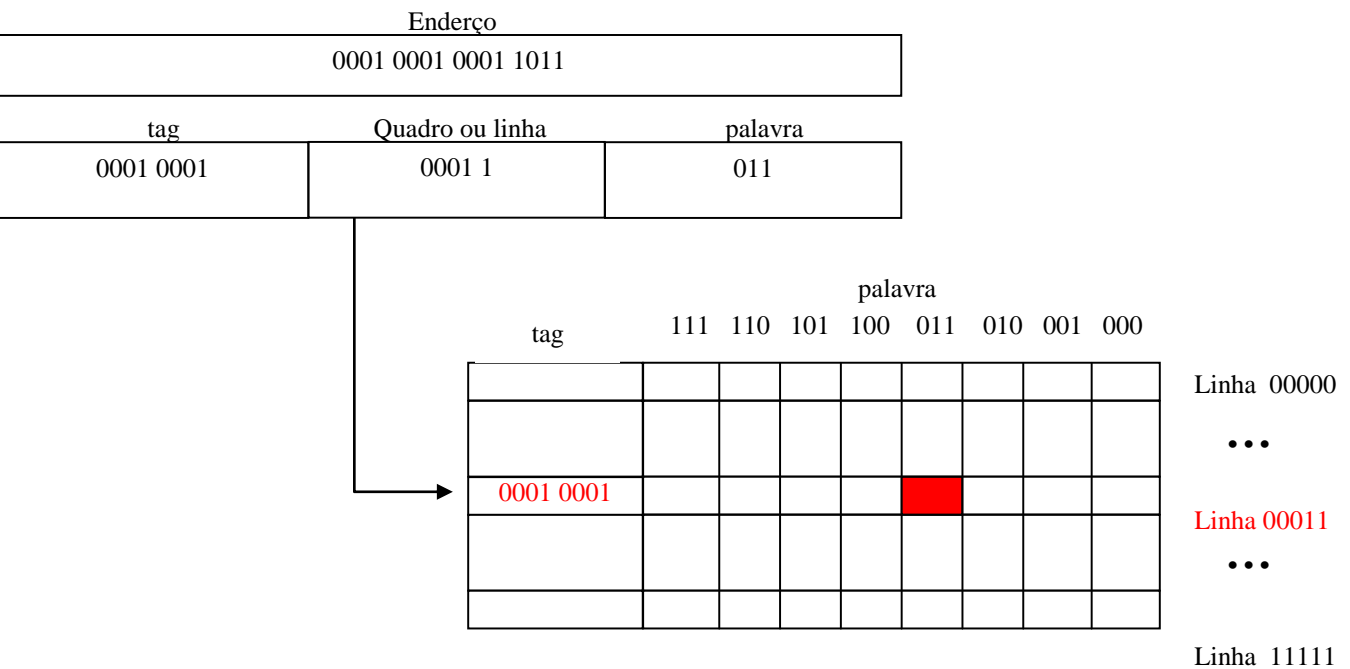 Enderço
0001 0001 0001 1011
tag Quadro ou linha palavra
0001 0001 0001 1 011
palavra
tag 111 110 101 100 011 010 001 000
Linha 00000
...
0001 0001
Linha 00011
...
Linha 11111